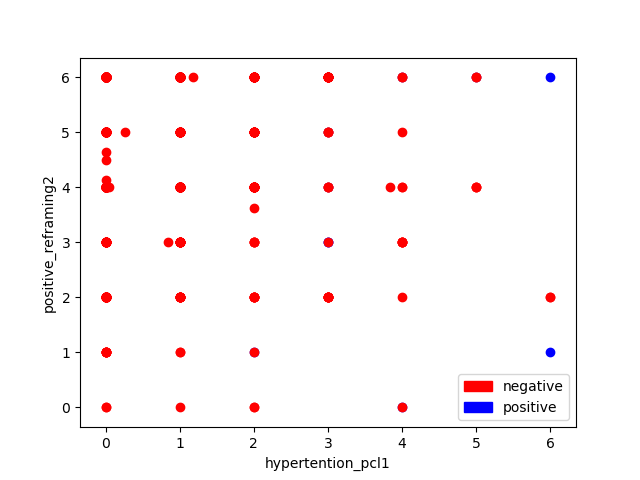 6
5
4
3
2
1
0
positive_reframing2
negative
positive
0 1 2 3 4 5 6
hypertention_pcl1